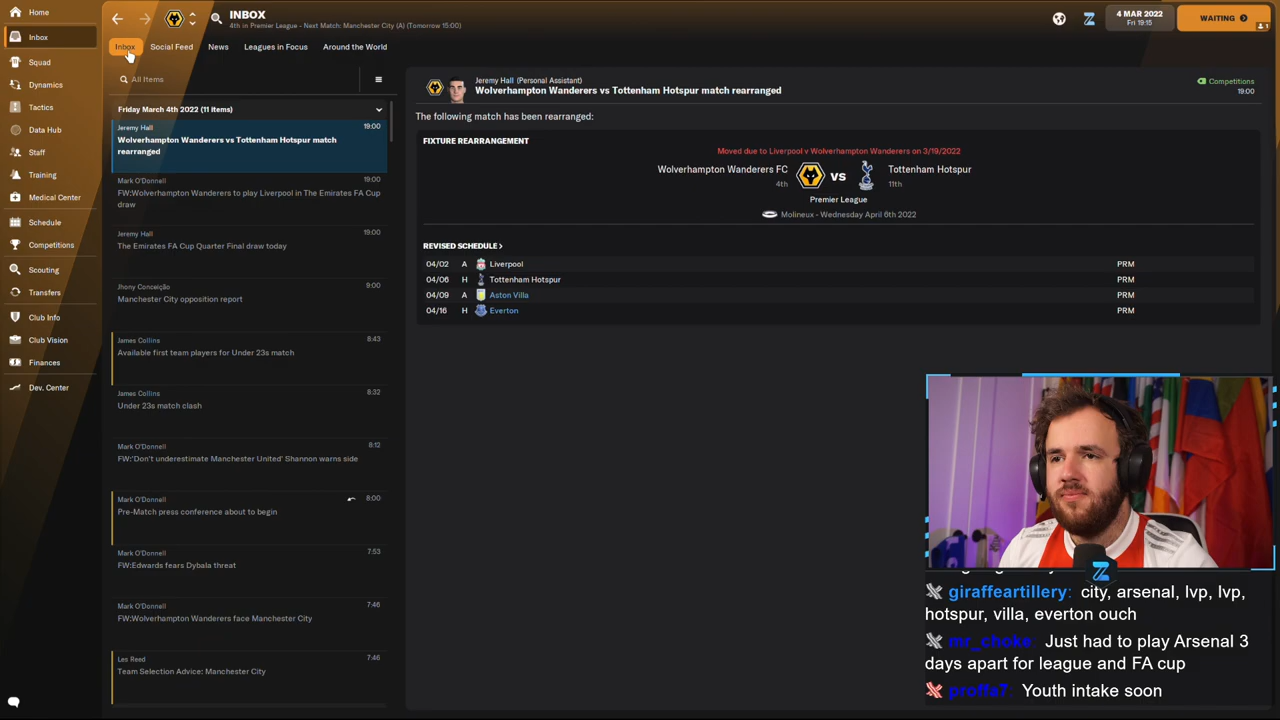 Home
Inbox
Squad
Dynamics
Tactics
Data Hub
Staff
Training
Medical Center
Schedule
Competitions
Scouting
Transfers
Club Info
Club Vision
Finances
Dev. Center
INBOX
4th in Premier League - Next Match: Manchester City (A) (Tomorrow 15:00)
4 MAR 2022
Fri 19:15
WAITING
1
Inbox
Social Feed
News
Leagues in Focus
Around the World
All Items
Friday March 4th 2022 (11 items)
Jeremy Hall 19:00
Wolverhampton Wanderers vs Tottenham Hotspur match
rearranged
Mark O'Donnell 19:00
FW:Wolverhampton Wanderers to play Liverpool in The Emirates FA Cup
draw
Jeremy Hall 19:00
The Emirates FA Cup Quarter Final draw today
Jhony Conceição 9:00
Manchester City opposition report
James Collins 8:43
Available first team players for Under 23s match
James Collins 8:32
Under 23s match clash
Mark O'Donnell 8:12
FW:'Don't underestimate Manchester United' Shannon warns side
Mark O'Donnell 8:00
Pre-Match press conference about to begin
Mark O'Donnell 7:53
FW:Edwards fears Dybala threat
Mark O'Donnell 7:46
FW:Wolverhampton Wanderers face Manchester City
Les Reed 7:46
Team Selection Advice: Manchester City
Jeremy Hall (Personal Assistant)
Wolverhampton Wanderers vs Tottenham Hotspur match rearranged
Competitions
19:00
The following match has been rearranged:
FIXTURE REARRANGEMENT
Moved due to Liverpool v Wolverhampton Wanderers on 3/19/2022
Wolverhampton Wanderers FC vs Tottenham Hotspur
4th 11th
Premier League
Molineux - Wednesday April 6th 2022
REVISED SCHEDULE >
04/02 A Liverpool PRM
04/06 H Tottenham Hotspur PRM
04/09 A Aston Villa PRM
04/16 H Everton PRM
giraffeartillery: city, arsenal, lvp, lvp,
hotspur, villa, everton ouch
mr_choke: Just had to play Arsenal 3
days apart for league and FA cup
proffa7: Youth intake soon